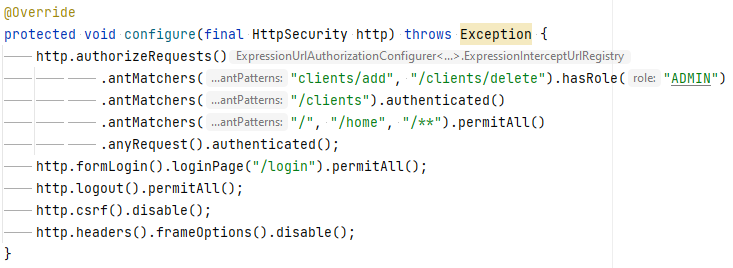 @Override
protected void configure(final HttpSecurity http) throws Exception {
http.authorizeRequests() ExpressionUrlAuthorizationConfigurer<...>.ExpressionInterceptUrlRegistry
.antMatchers( ...antPatterns: "clients/add", "/clients/delete").hasRole( role: "ADMIN")
.antMatchers( ...antPatterns: "/clients").authenticated()
.antMatchers( ...antPatterns: "/", "/home", "/**").permitAll()
.anyRequest().authenticated();
http.formLogin().loginPage("/login").permitAll();
http.logout().permitAll();
http.csrf().disable();
http.headers().frameOptions().disable();
}